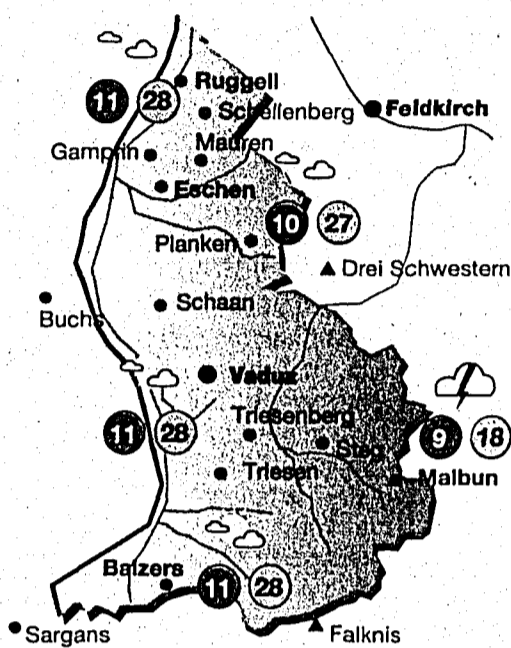 Ruggell
11 28
Schellenberg
Feldkirch
Mauren
Gamprin
Eschen
10 27
Planken
Drei Schwestern
Buchs
Schaan
Vaduz
Triesenberg
11 28
Steg
9 18
Triesen
Malbun
Balzers
11 28
Sargans
Falknis